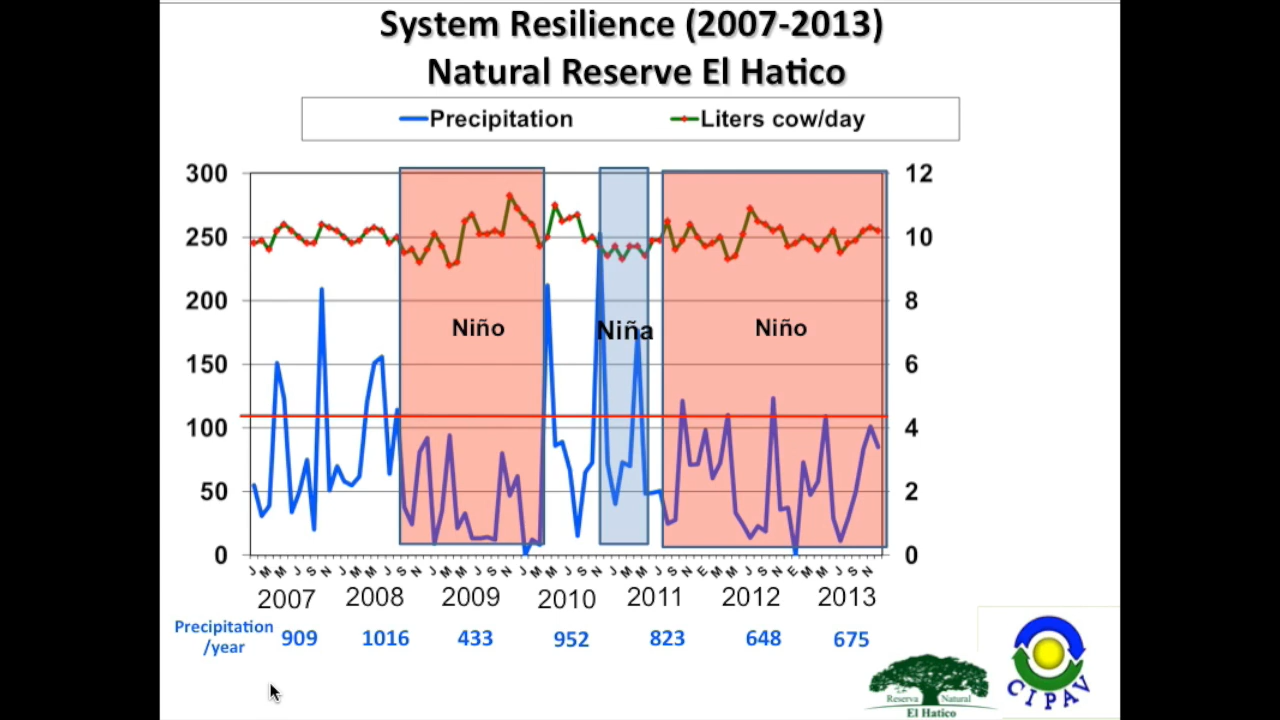 System Resilience (2007-2013)
Natural Reserve El Hatico
Precipitation Liters cow/day
300 12
250 10
200 8
Niño Niña Niño
150 6
100 4
50 2
0 0
J M M J S N J M M J S N J M M J S N J M M J S N J M M J S N E M M J S N E M M J S N
2007 2008 2009 2010 2011 2012 2013
Precipitation
/year 909 1016 433 952 823 648 675
Reserva Natural
El Hatico
CIPAV